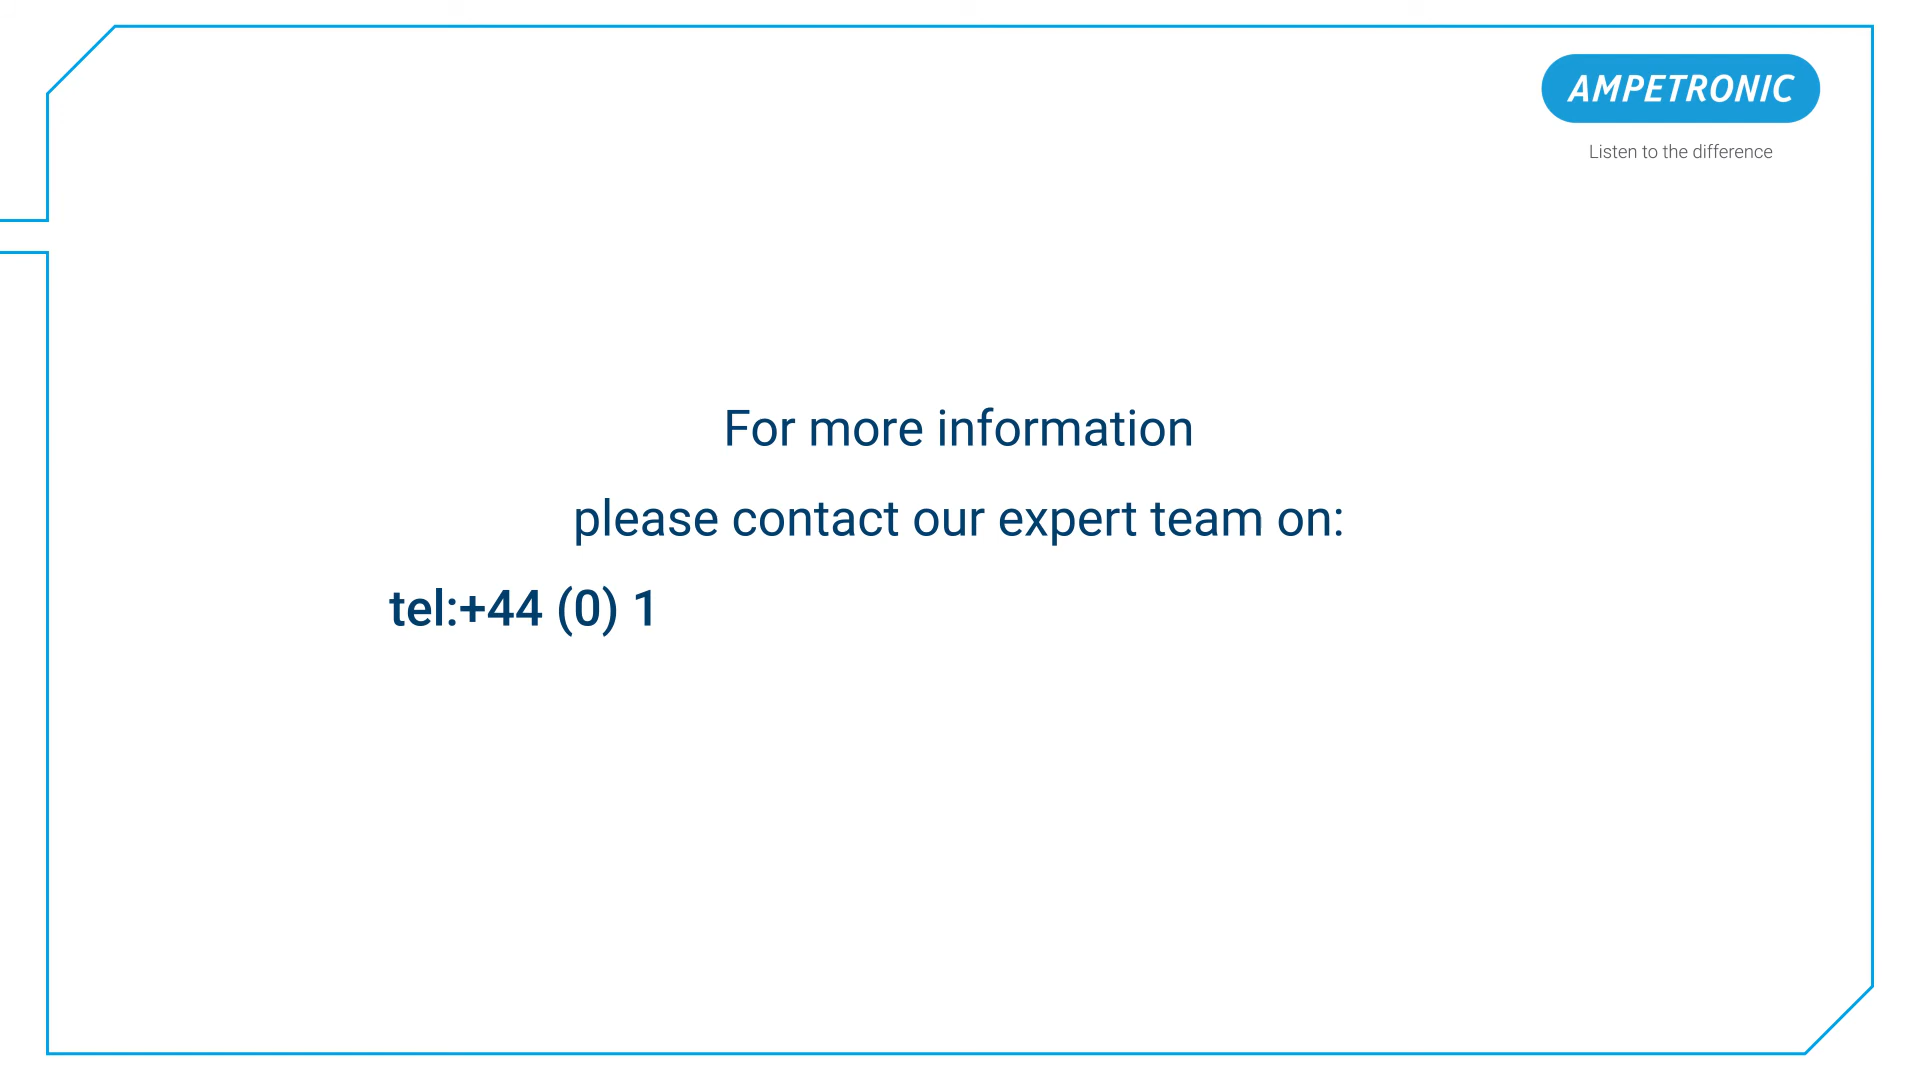 AMPETRONIC
Listen to the difference
For more information
please contact our expert team on:
tel:+44 (0) 1